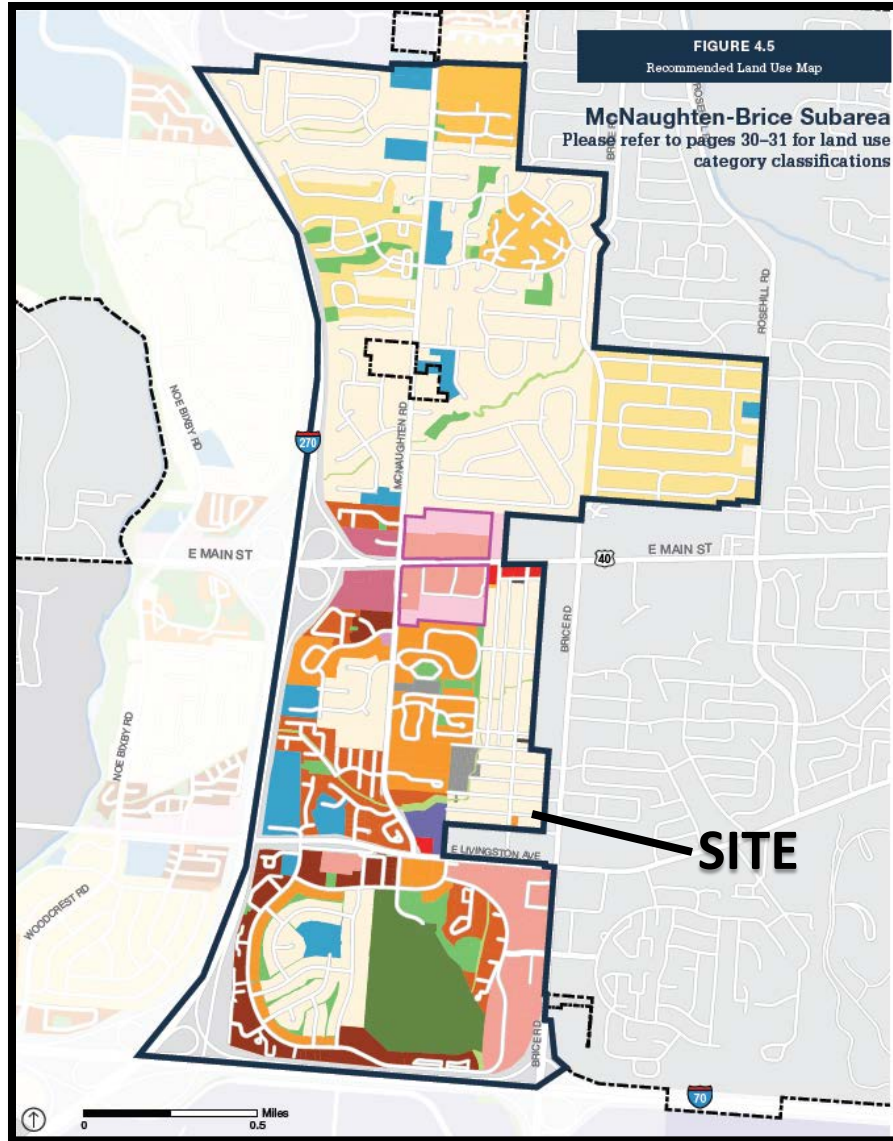 FIGURE 4.5
Recommended Land Use Map
McNaughten-Brice Subarea
Please refer to pages 30–31 for land use
category classifications
ROSEHILL RD
NOE BIXBY RD
270
MCNAUGHTEN RD
E MAIN ST
40
E MAIN ST
BRICE RD
NOE BIXBY RD
SITE
E LIVINGSTON AVE
WOODCREST RD
BRICE RD
70
Miles
0
0.5